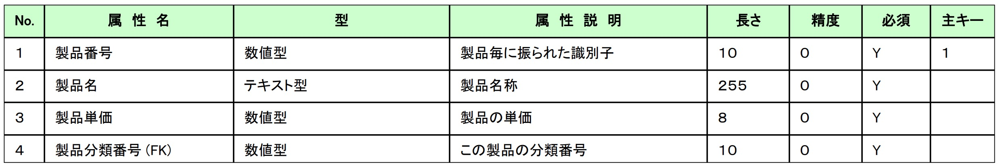 No. 属 性 名 型 属 性 説 明 長さ 精度 必須 主キー
1 製品番号 数値型 製品毎に振られた識別子 10 0 Y 1
2 製品名 テキスト型 製品名称 255 0 Y
3 製品単価 数値型 製品の単価 8 0 Y
4 製品分類番号(FK) 数値型 この製品の分類番号 10 0 Y